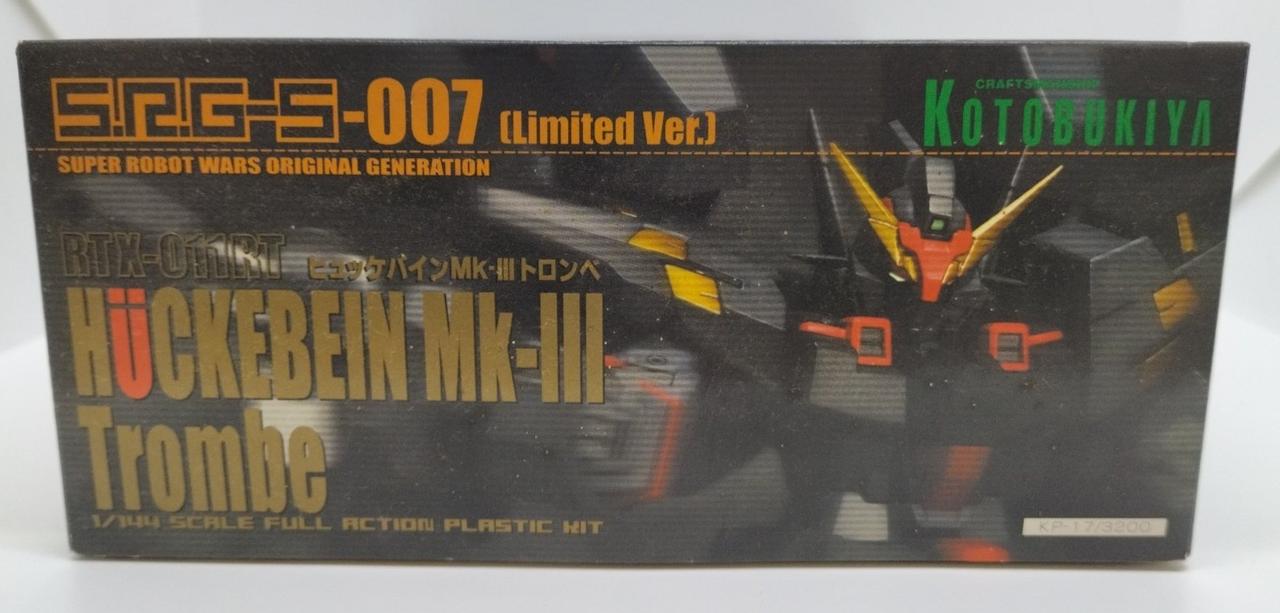 S.R.G-S-007 (Limited Ver.)
SUPER ROBOT WARS ORIGINAL GENERATION
CRAFTSMANSHIP
KOTOBUKIYA
RTX-011RT ヒュッケバインMk-IIIトロンベ
HÜCKEBEIN Mk-III
Trombe
1/144 SCALE FULL ACTION PLASTIC KIT
KP-17/3200